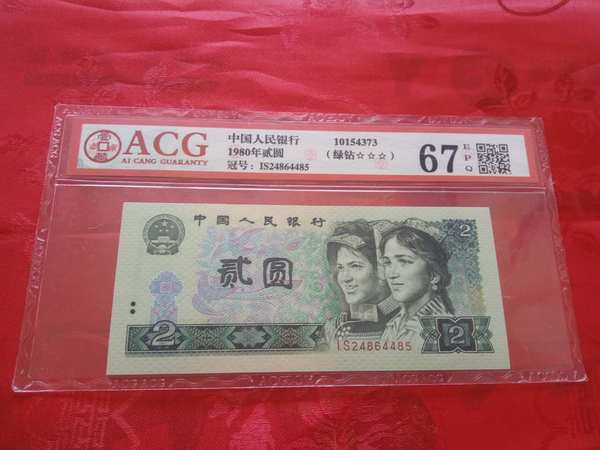 ACG
AI CANG GUARANTY
中国人民银行
1980年贰圆
冠号: IS24864485
10154373
(绿钻☆☆☆)
67
EPQ
中国人民银行
2
贰圆
2
2
IS24864485